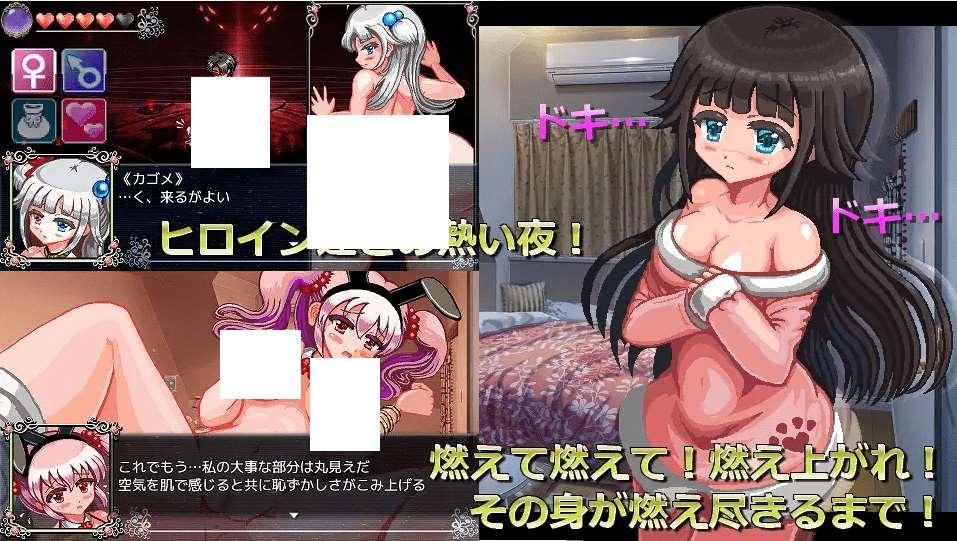 《カゴメ》
…く、来るがよい
ヒロイン達との熱い夜！
ドキ…
ドキ…
これでもう…私の大事な部分は丸見えだ
空気を肌で感じると共に恥ずかしさがこみ上げる
燃えて燃えて！燃え上がれ！
その身が燃え尽きるまで！